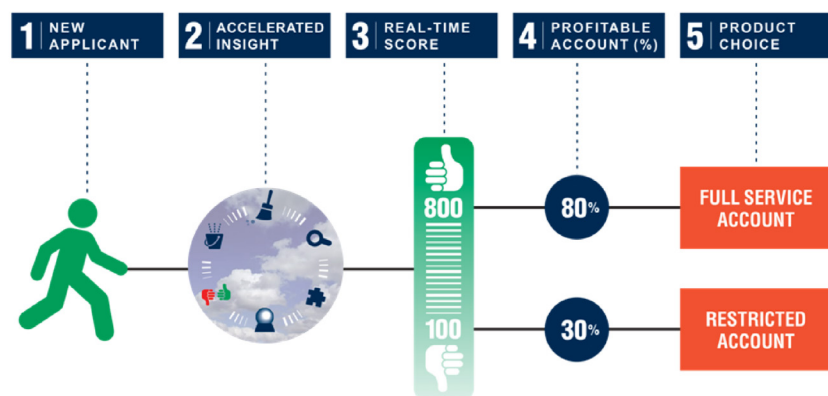 1 NEW
APPLICANT
2 ACCELERATED
INSIGHT
3 REAL-TIME
SCORE
4 PROFITABLE
ACCOUNT (%)
5 PRODUCT
CHOICE
800
80%
FULL SERVICE
ACCOUNT
100
30%
RESTRICTED
ACCOUNT